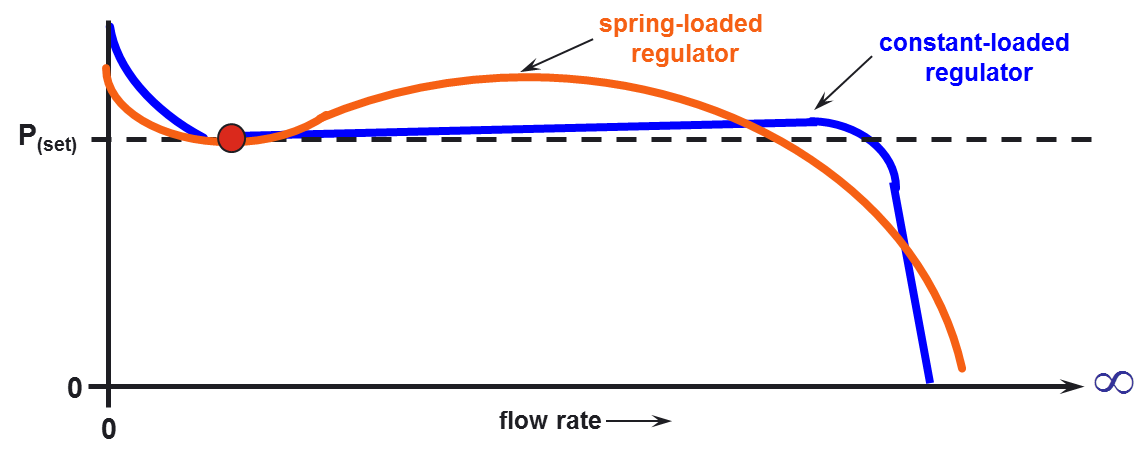 spring-loaded
regulator
constant-loaded
regulator
P(set)
0
∞
0
flow rate